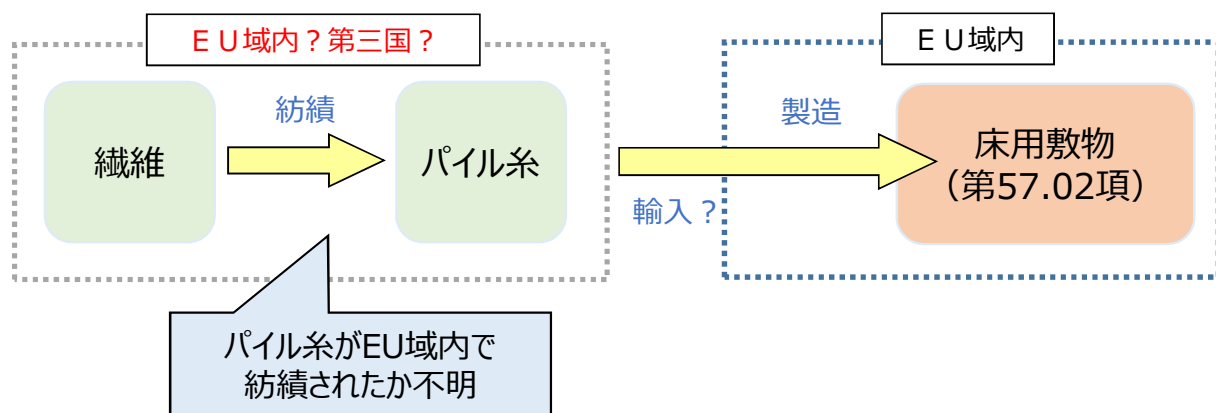 ＥＵ域内？第三国？
ＥＵ域内
紡績
製造
繊維
パイル糸
床用敷物
（第57.02項）
輸入？
パイル糸がEU域内で
紡績されたか不明